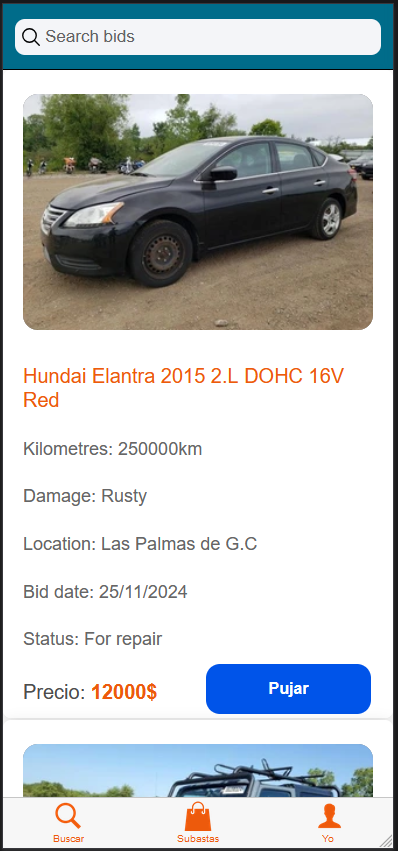 Search bids
Hundai Elantra 2015 2.L DOHC 16V
Red
Kilometres: 250000km
Damage: Rusty
Location: Las Palmas de G.C
Bid date: 25/11/2024
Status: For repair
Precio: 12000$
Pujar
Buscar
Subastas
Yo